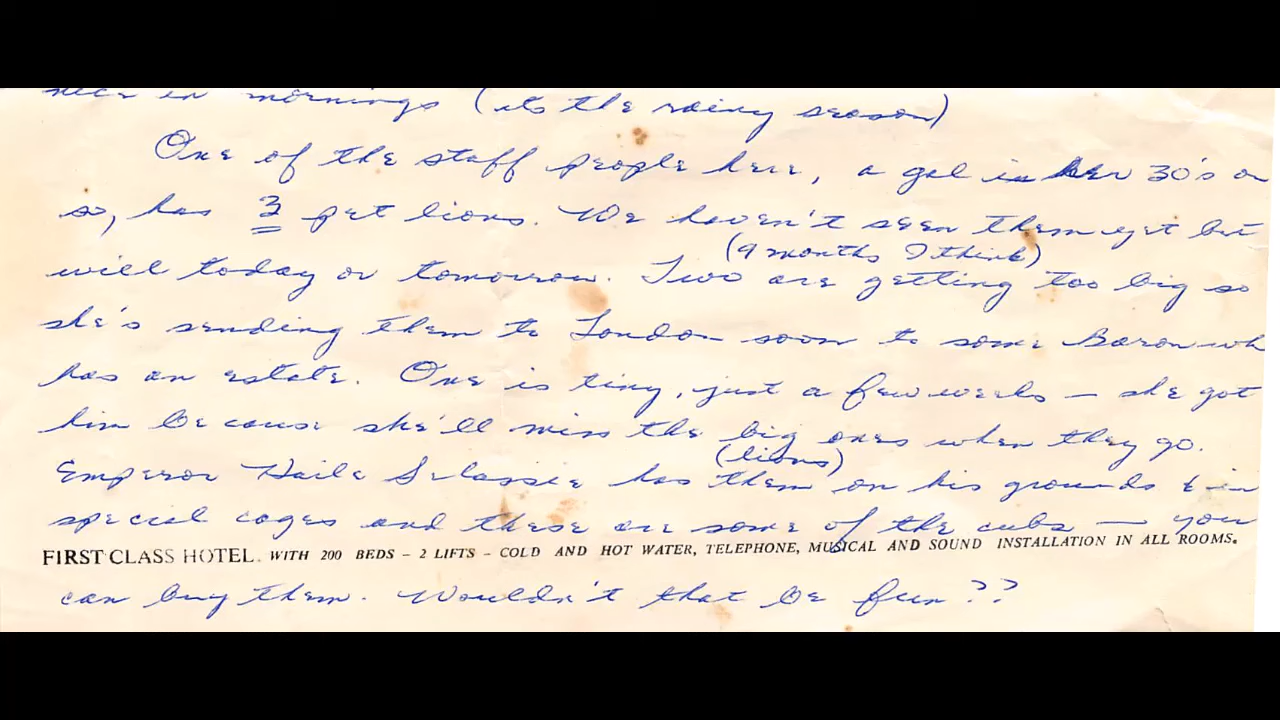 nice in mornings (its the rainy season)
One of the staff people here, a gal in her 30's or
so, has 3 pet lions. We haven't seen them yet but
(9 months I think)
will today or tomorrow. Two are getting too big so
she's sending them to London soon to some Baron wh
has an estate. One is tiny, just a few weeks – she got
him because she'll miss the big ones when they go.
(lions)
Emperor Haile Selassie has them on his grounds & in
special cages and these are some of the cubs — you
FIRST CLASS HOTEL. WITH 200 BEDS – 2 LIFTS – COLD AND HOT WATER, TELEPHONE, MUSICAL AND SOUND INSTALLATION IN ALL ROOMS.
can buy them. Wouldn't that be fun??